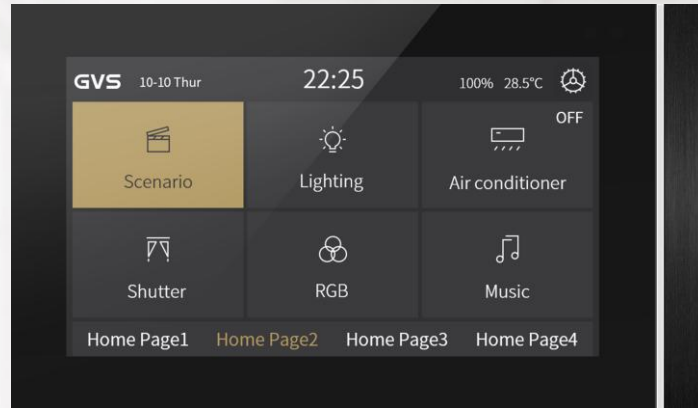 GVS 10-10 Thur 22:25 100% 28.5°C
OFF
Scenario Lighting Air conditioner
Shutter RGB Music
Home Page1 Home Page2 Home Page3 Home Page4